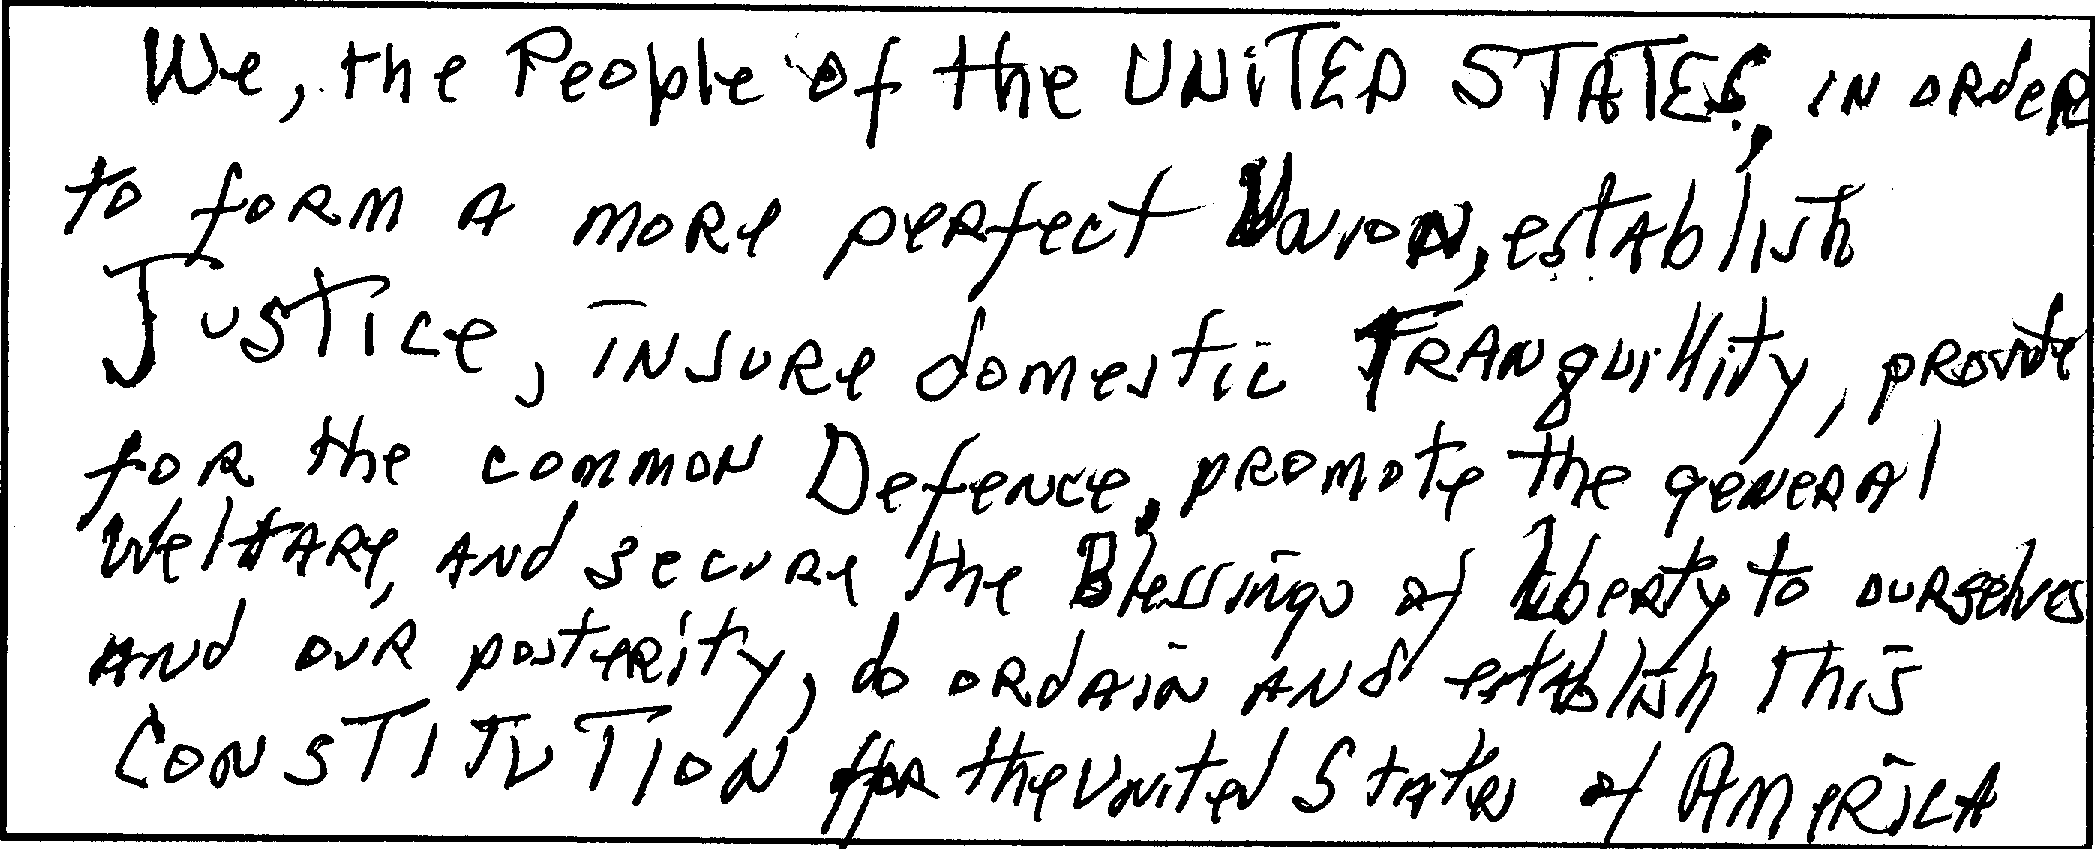 We, the People of the UNITED STATES, in order
to form a more perfect Union, establish
Justice, insure domestic Tranquillity, provide
for the common Defence, promote the general
Welfare, and secure the Blessings of Liberty to ourselves
and our posterity, do ordain and establish this
CONSTITUTION for the United States of America